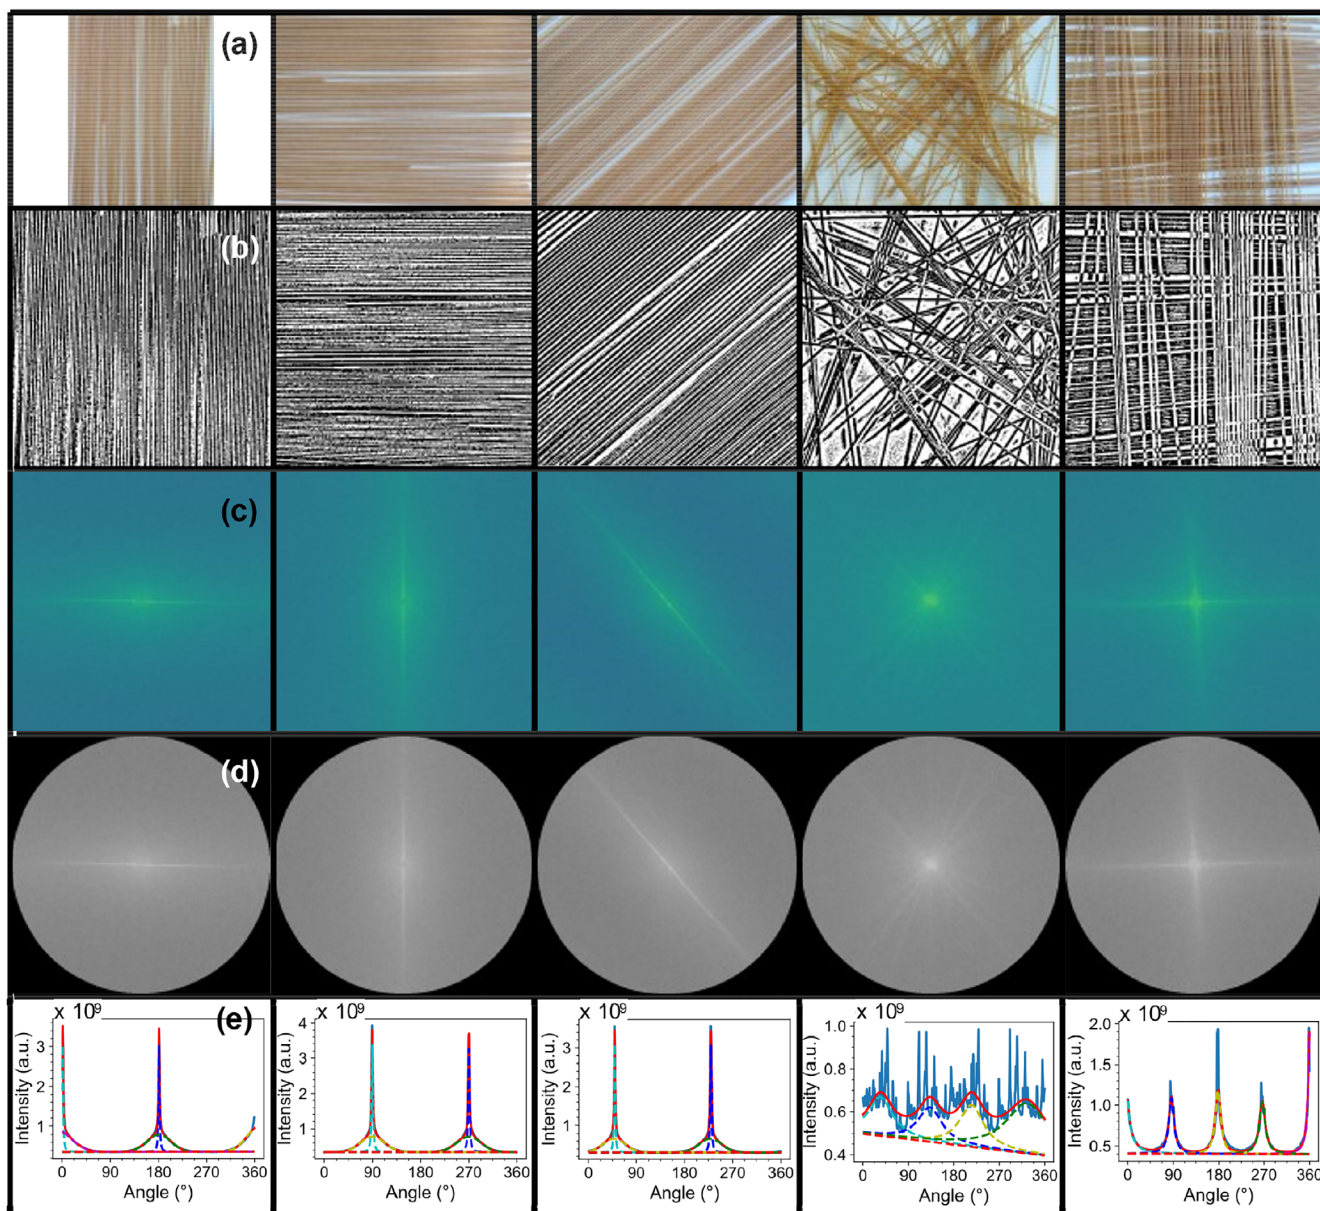 (a)
(b)
(c)
(d)
(e)
x 10⁹
Intensity (a.u.)
3
2
1
0 90 180 270 360
Angle (°)
x 10⁹
Intensity (a.u.)
4
3
2
1
0 90 180 270 360
Angle (°)
x 10⁹
Intensity (a.u.)
3
2
1
0 90 180 270 360
Angle (°)
x 10⁹
Intensity (a.u.)
1.0
0.8
0.6
0.4
0 90 180 270 360
Angle (°)
x 10⁹
Intensity (a.u.)
2.0
1.5
1.0
0.5
0 90 180 270 360
Angle (°)